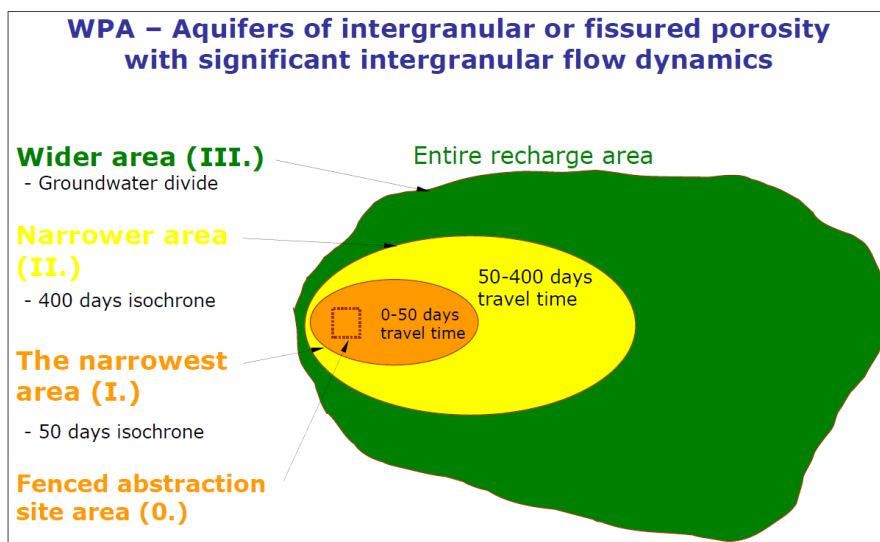 WPA – Aquifers of intergranular or fissured porosity
with significant intergranular flow dynamics
Wider area (III.)
- Groundwater divide
Entire recharge area
Narrower area
(II.)
- 400 days isochrone
50-400 days
travel time
0-50 days
travel time
The narrowest
area (I.)
- 50 days isochrone
Fenced abstraction
site area (0.)